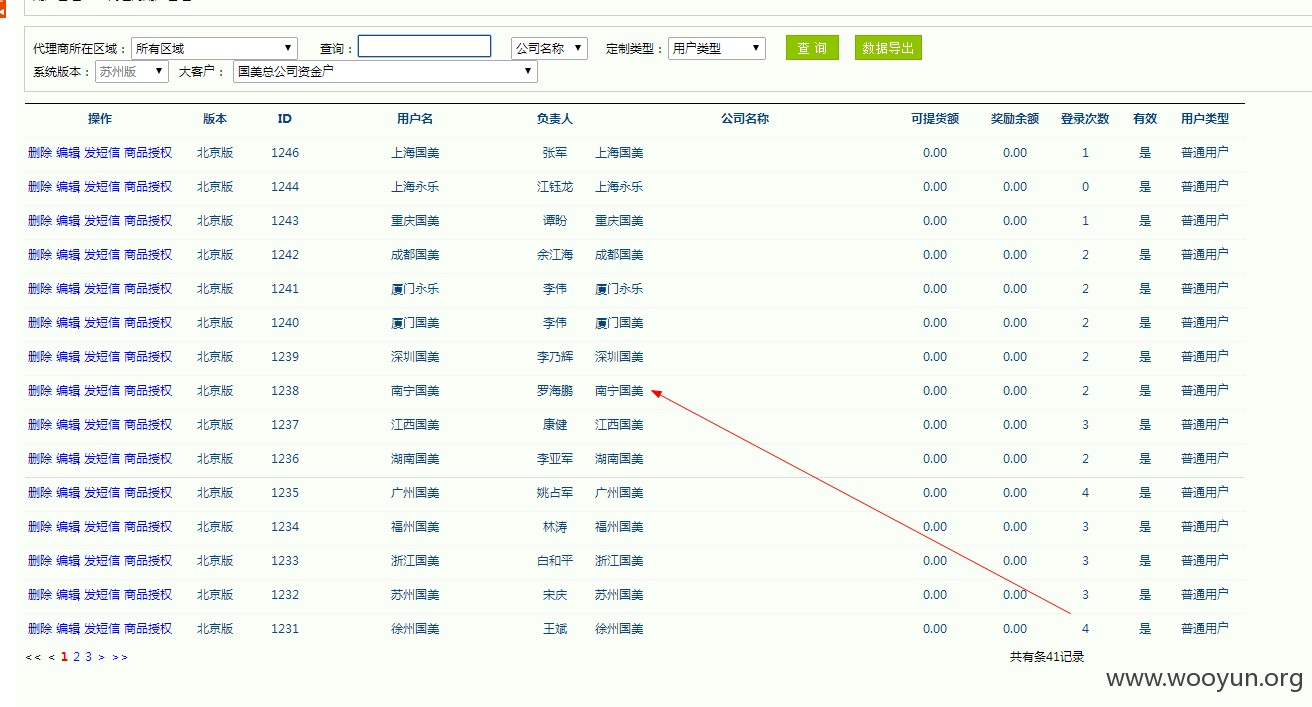 代理商所在区域： 所有区域 查询： 公司名称 定制类型： 用户类型 查 询 数据导出
系统版本： 苏州版 大客户： 国美总公司资金户
操作 版本 ID 用户名 负责人 公司名称 可提货额 奖励余额 登录次数 有效 用户类型
删除 编辑 发短信 商品授权 北京版 1246 上海国美 张军 上海国美 0.00 0.00 1 是 普通用户
删除 编辑 发短信 商品授权 北京版 1244 上海永乐 江钰龙 上海永乐 0.00 0.00 0 是 普通用户
删除 编辑 发短信 商品授权 北京版 1243 重庆国美 谭盼 重庆国美 0.00 0.00 1 是 普通用户
删除 编辑 发短信 商品授权 北京版 1242 成都国美 余江海 成都国美 0.00 0.00 2 是 普通用户
删除 编辑 发短信 商品授权 北京版 1241 厦门永乐 李伟 厦门永乐 0.00 0.00 2 是 普通用户
删除 编辑 发短信 商品授权 北京版 1240 厦门国美 李伟 厦门国美 0.00 0.00 2 是 普通用户
删除 编辑 发短信 商品授权 北京版 1239 深圳国美 李乃辉 深圳国美 0.00 0.00 2 是 普通用户
删除 编辑 发短信 商品授权 北京版 1238 南宁国美 罗海鹏 南宁国美 0.00 0.00 2 是 普通用户
删除 编辑 发短信 商品授权 北京版 1237 江西国美 康健 江西国美 0.00 0.00 3 是 普通用户
删除 编辑 发短信 商品授权 北京版 1236 湖南国美 李亚军 湖南国美 0.00 0.00 2 是 普通用户
删除 编辑 发短信 商品授权 北京版 1235 广州国美 姚占军 广州国美 0.00 0.00 4 是 普通用户
删除 编辑 发短信 商品授权 北京版 1234 福州国美 林涛 福州国美 0.00 0.00 3 是 普通用户
删除 编辑 发短信 商品授权 北京版 1233 浙江国美 白和平 浙江国美 0.00 0.00 3 是 普通用户
删除 编辑 发短信 商品授权 北京版 1232 苏州国美 宋庆 苏州国美 0.00 0.00 3 是 普通用户
删除 编辑 发短信 商品授权 北京版 1231 徐州国美 王斌 徐州国美 0.00 0.00 4 是 普通用户
<< < 1 2 3 > >> 共有条41记录
www.wooyun.org